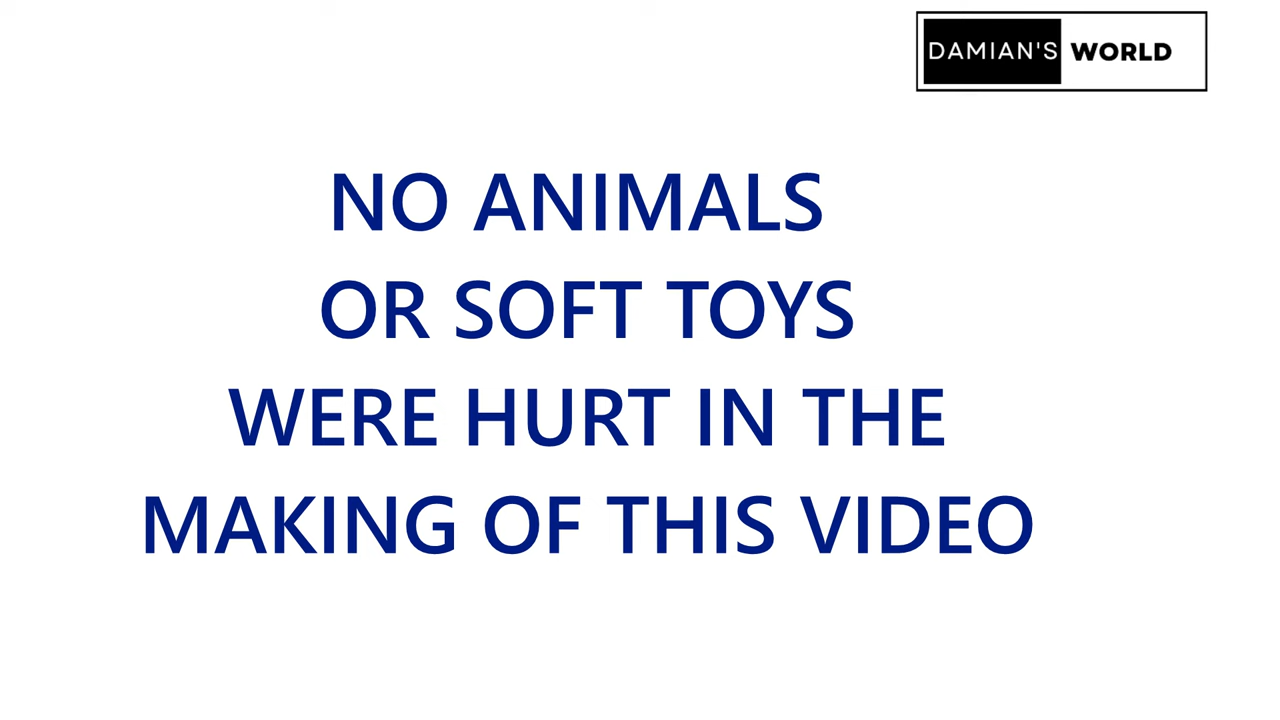 DAMIAN'S WORLD
NO ANIMALS
OR SOFT TOYS
WERE HURT IN THE
MAKING OF THIS VIDEO